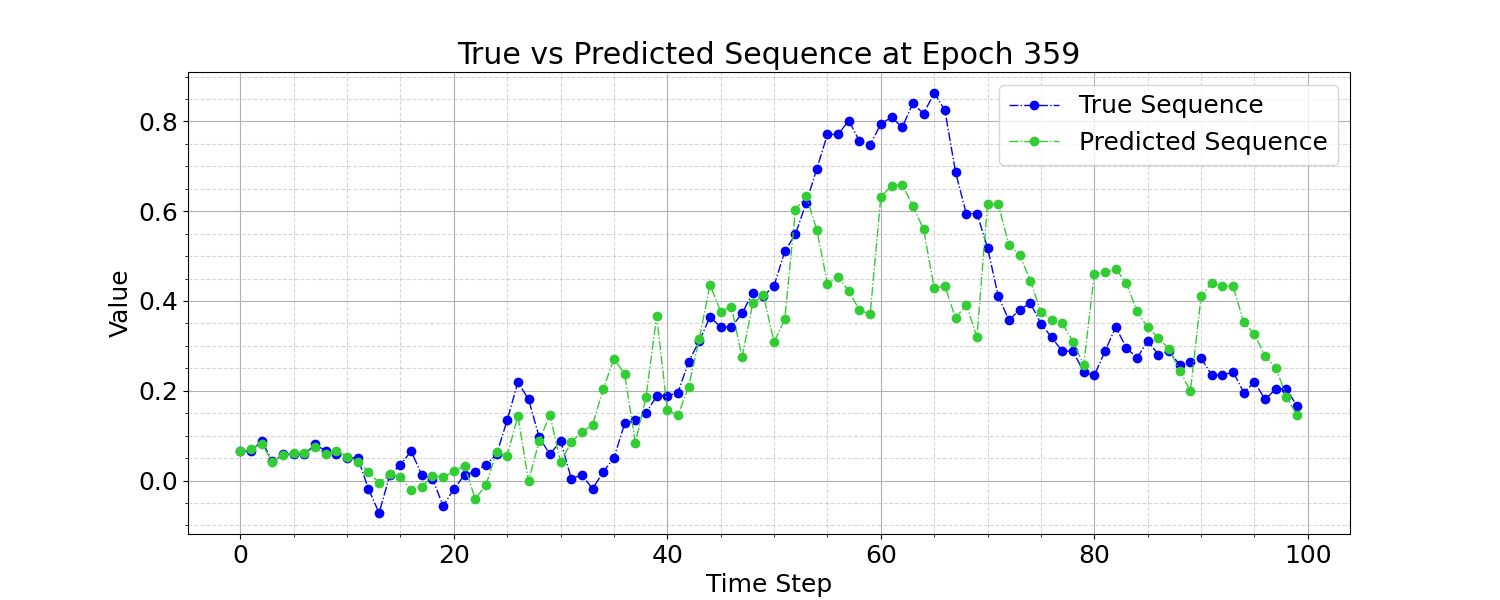 True vs Predicted Sequence at Epoch 359
True Sequence
Predicted Sequence
Value
0.8
0.6
0.4
0.2
0.0
0 20 40 60 80 100
Time Step